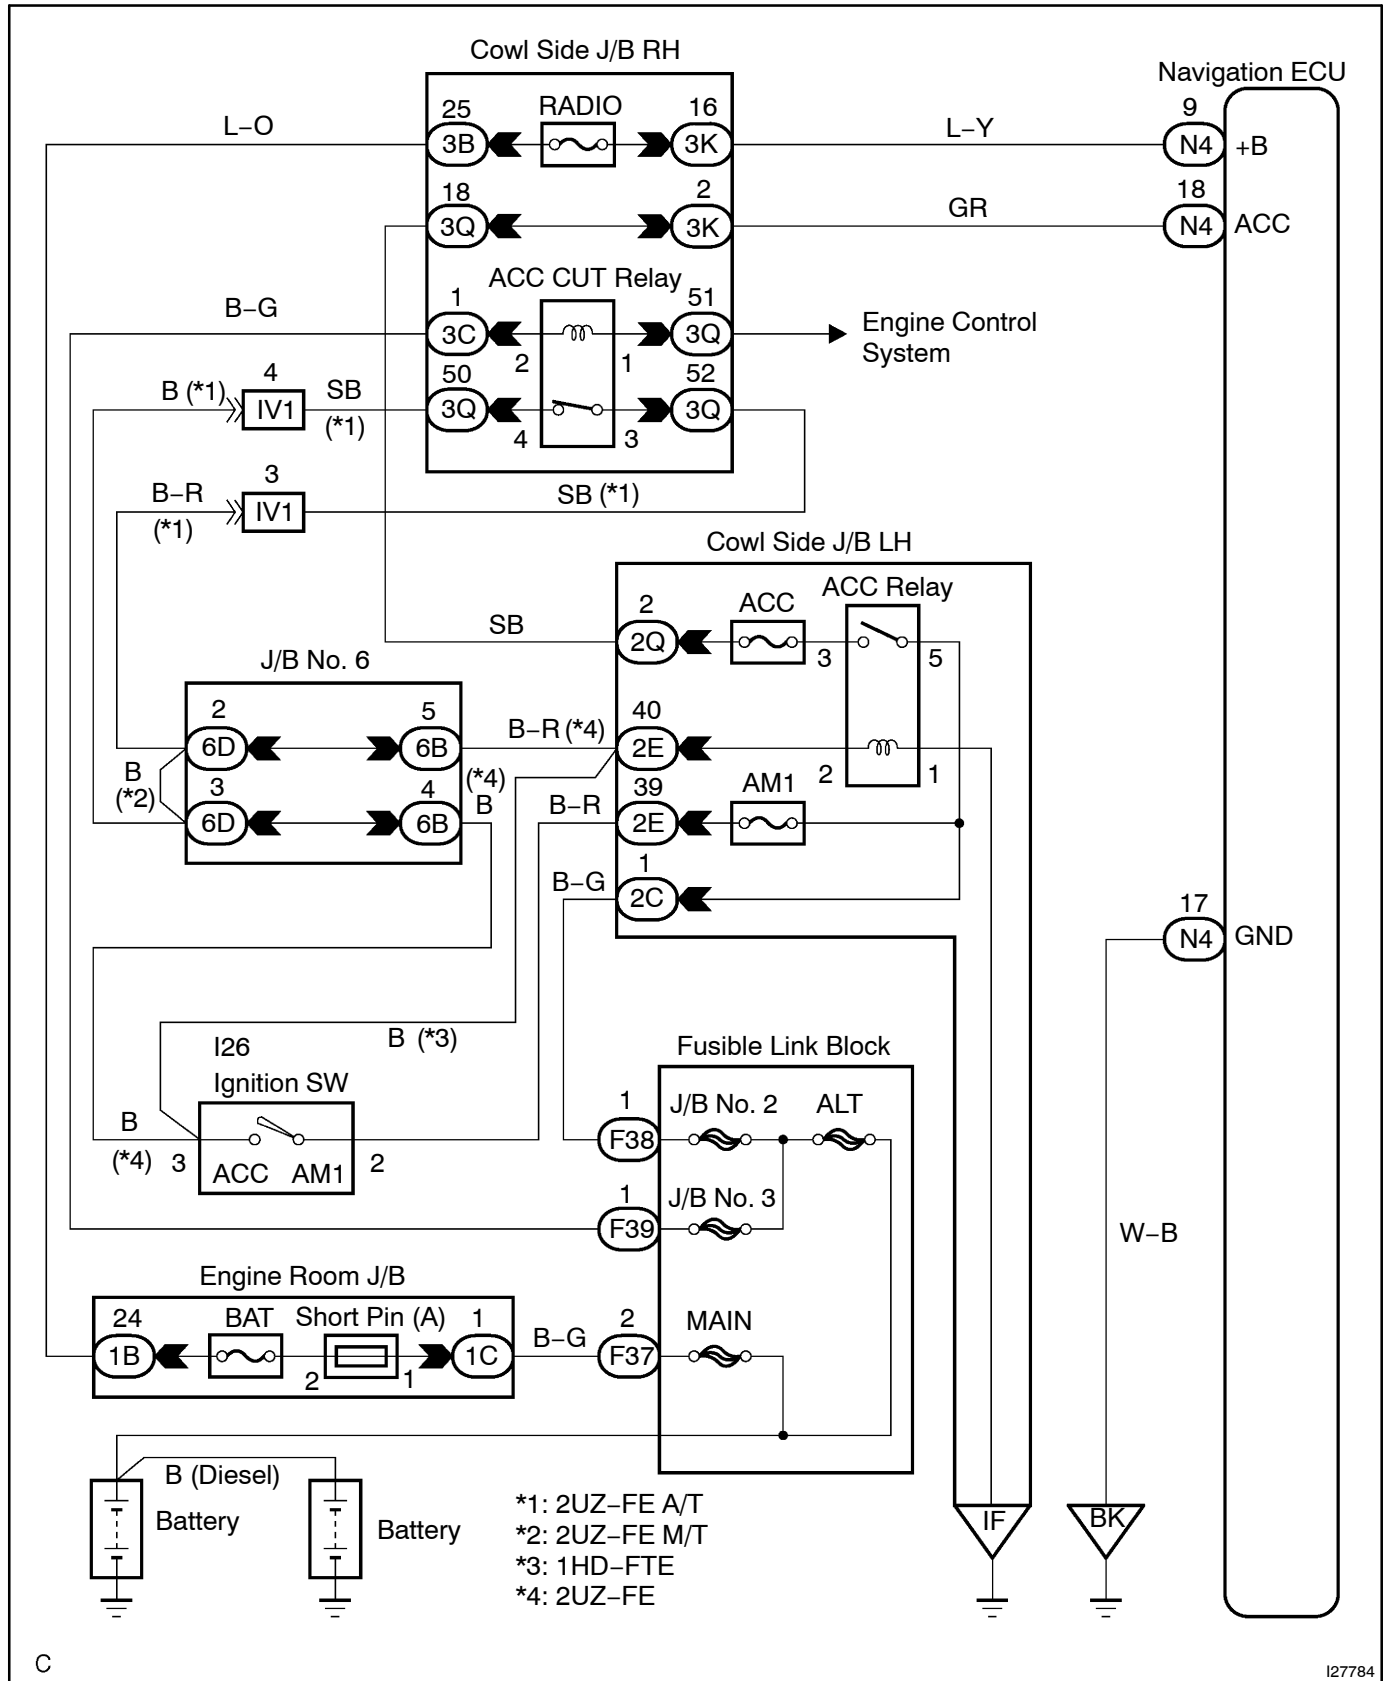 Cowl Side J/B RH
Navigation ECU
25
RADIO
16
9
L–O
3B
3K
L–Y
N4
+B
18
2
18
3Q
3K
GR
N4
ACC
ACC CUT Relay
1
51
B–G
3C
3Q
Engine Control
System
2
1
4
50
52
B (*1)
IV1
SB
(*1)
3Q
3Q
4
3
3
B–R
(*1)
IV1
SB (*1)
Cowl Side J/B LH
ACC Relay
2
ACC
SB
2Q
3
5
J/B No. 6
2
5
40
6D
6B
B–R (*4)
2E
B
(*2)
(*4)
B
2
1
3
4
39
AM1
6D
6B
B–R
2E
1
B–G
2C
17
N4
GND
B (*3)
I26
Ignition SW
Fusible Link Block
1
J/B No. 2
ALT
B
(*4)
3
ACC
AM1
2
F38
1
J/B No. 3
F39
W–B
Engine Room J/B
24
BAT
Short Pin (A)
1
2
MAIN
1B
2
1
1C
B–G
F37
B (Diesel)
Battery
Battery
*1: 2UZ–FE A/T
*2: 2UZ–FE M/T
*3: 1HD–FTE
*4: 2UZ–FE
IF
BK
C
I27784